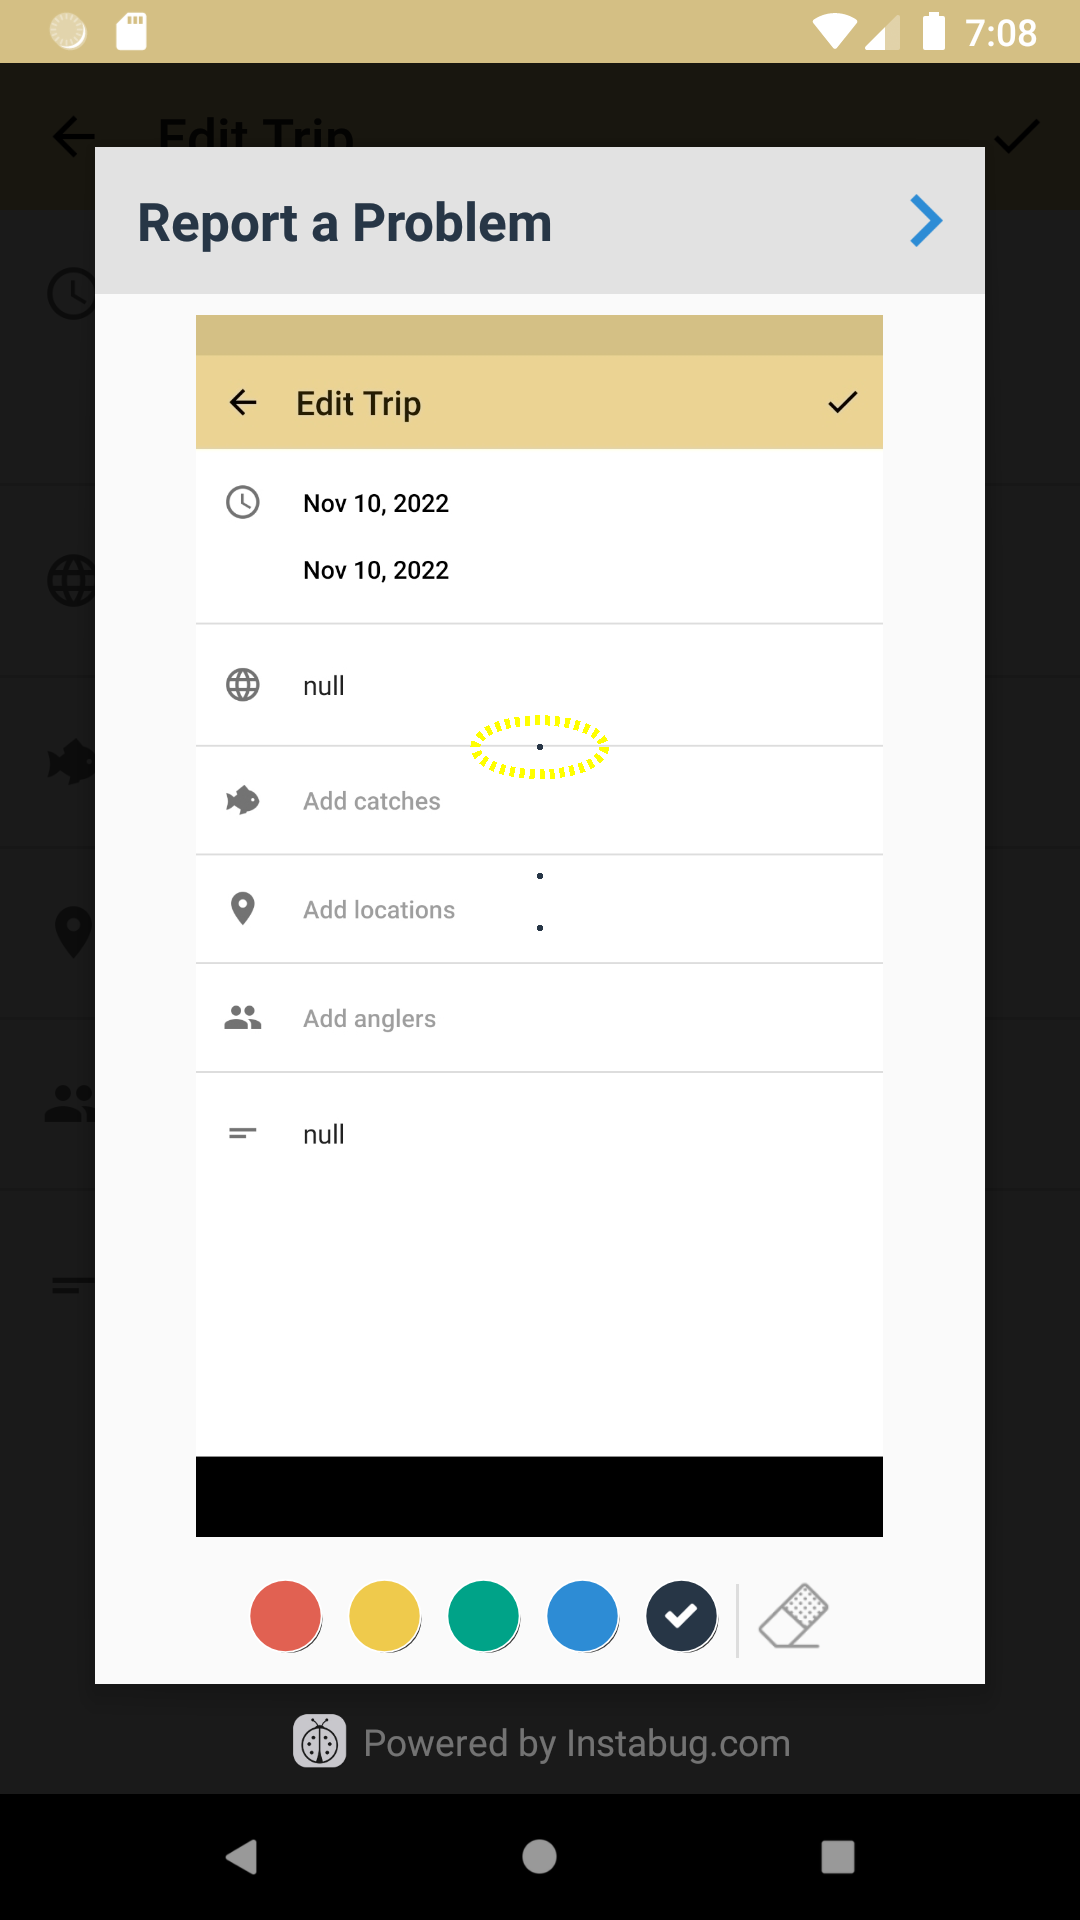 7:08
Edit Trip
Report a Problem
Edit Trip
Nov 10, 2022
Nov 10, 2022
null
Add catches
Add locations
Add anglers
null
Powered by Instabug.com